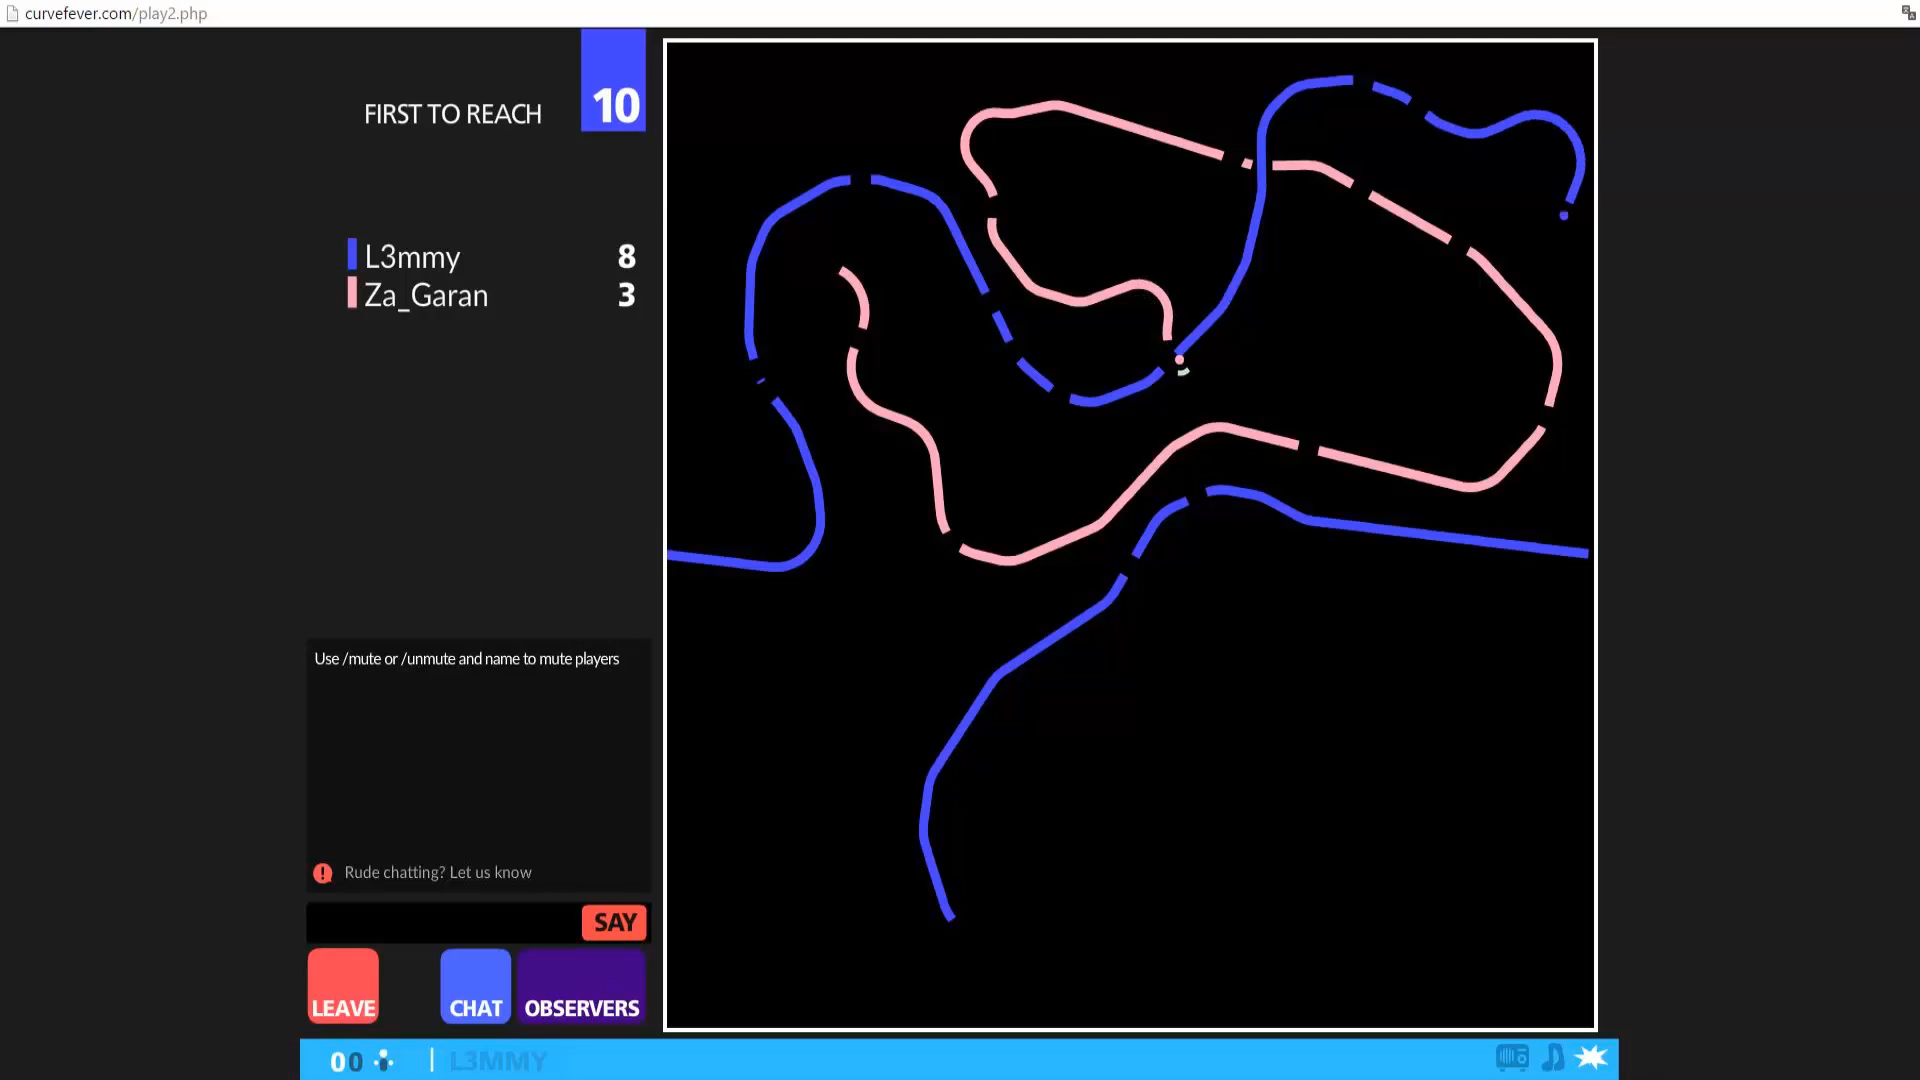 curvefever.com/play2.php
10
FIRST TO REACH
L3mmy 8
Za_Garan 3
Use /mute or /unmute and name to mute players
! Rude chatting? Let us know
SAY
LEAVE CHAT OBSERVERS
00 L3MMY